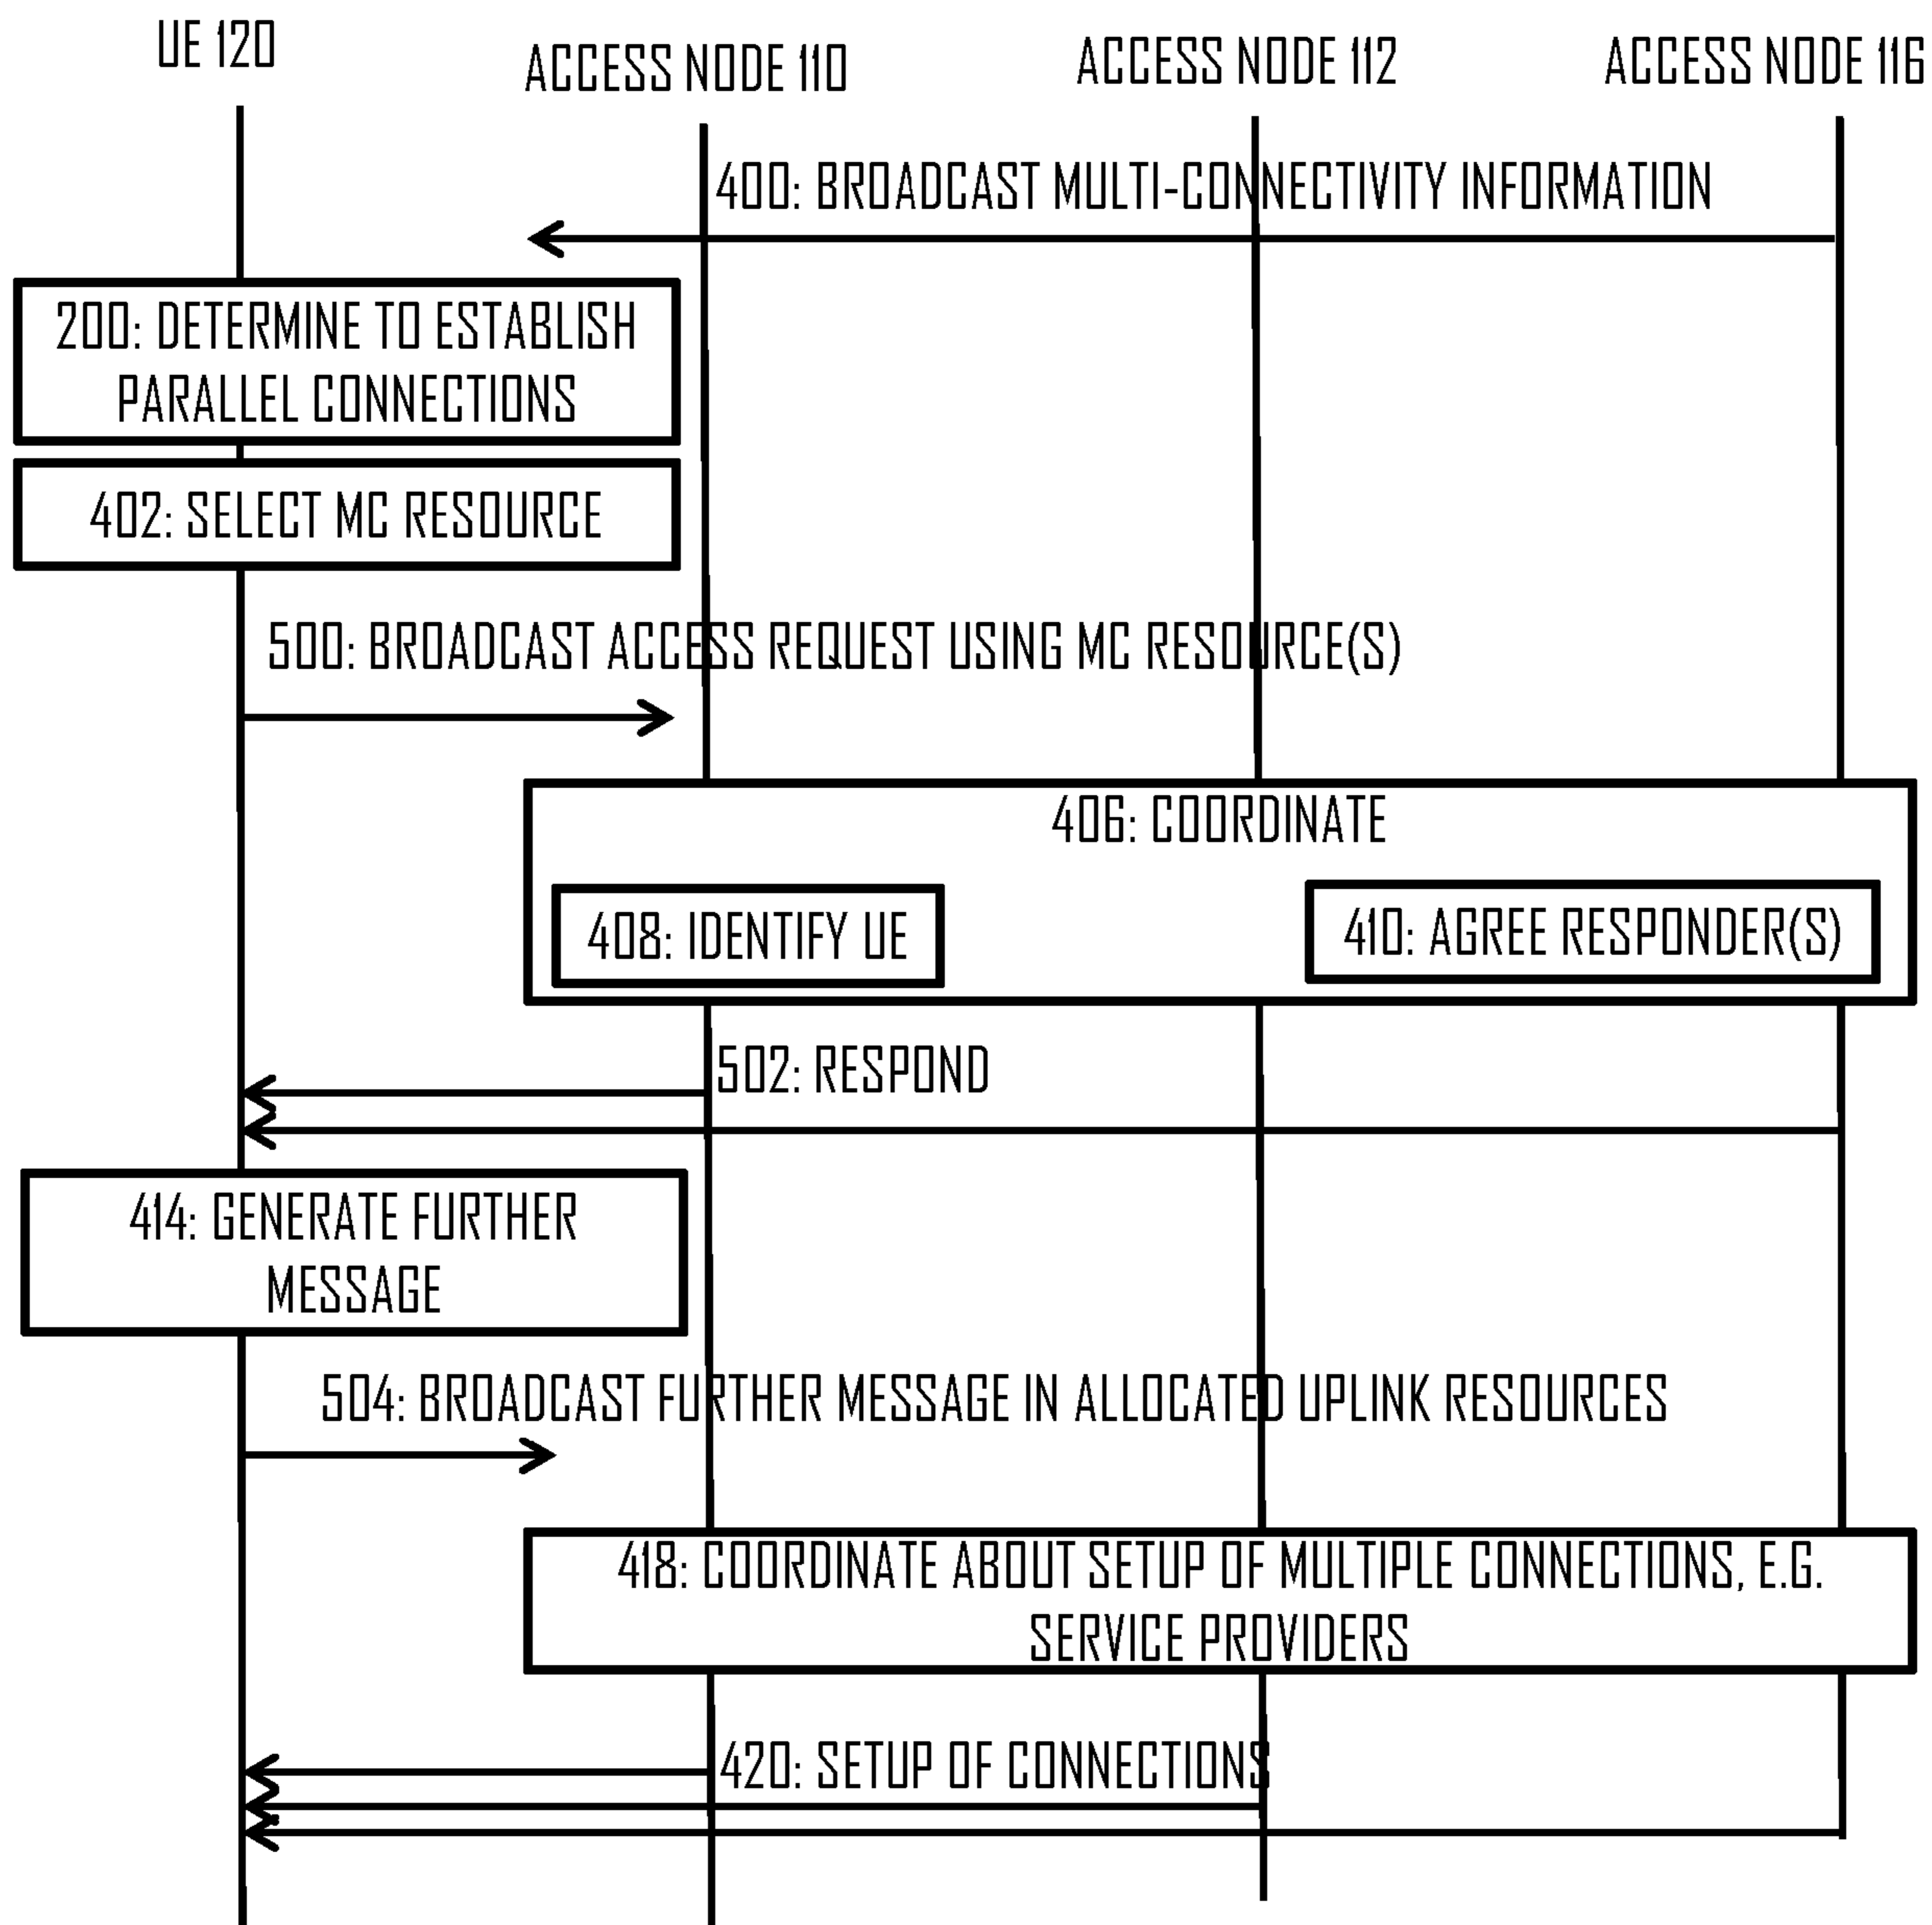 UE 120
ACCESS NODE 110
ACCESS NODE 112
ACCESS NODE 116
400: BROADCAST MULTI-CONNECTIVITY INFORMATION
200: DETERMINE TO ESTABLISH
PARALLEL CONNECTIONS
402: SELECT MC RESOURCE
500: BROADCAST ACCESS REQUEST USING MC RESOURCE(S)
406: COORDINATE
408: IDENTIFY UE
410: AGREE RESPONDER(S)
502: RESPOND
414: GENERATE FURTHER
MESSAGE
504: BROADCAST FURTHER MESSAGE IN ALLOCATED UPLINK RESOURCES
418: COORDINATE ABOUT SETUP OF MULTIPLE CONNECTIONS, E.G.
SERVICE PROVIDERS
420: SETUP OF CONNECTIONS